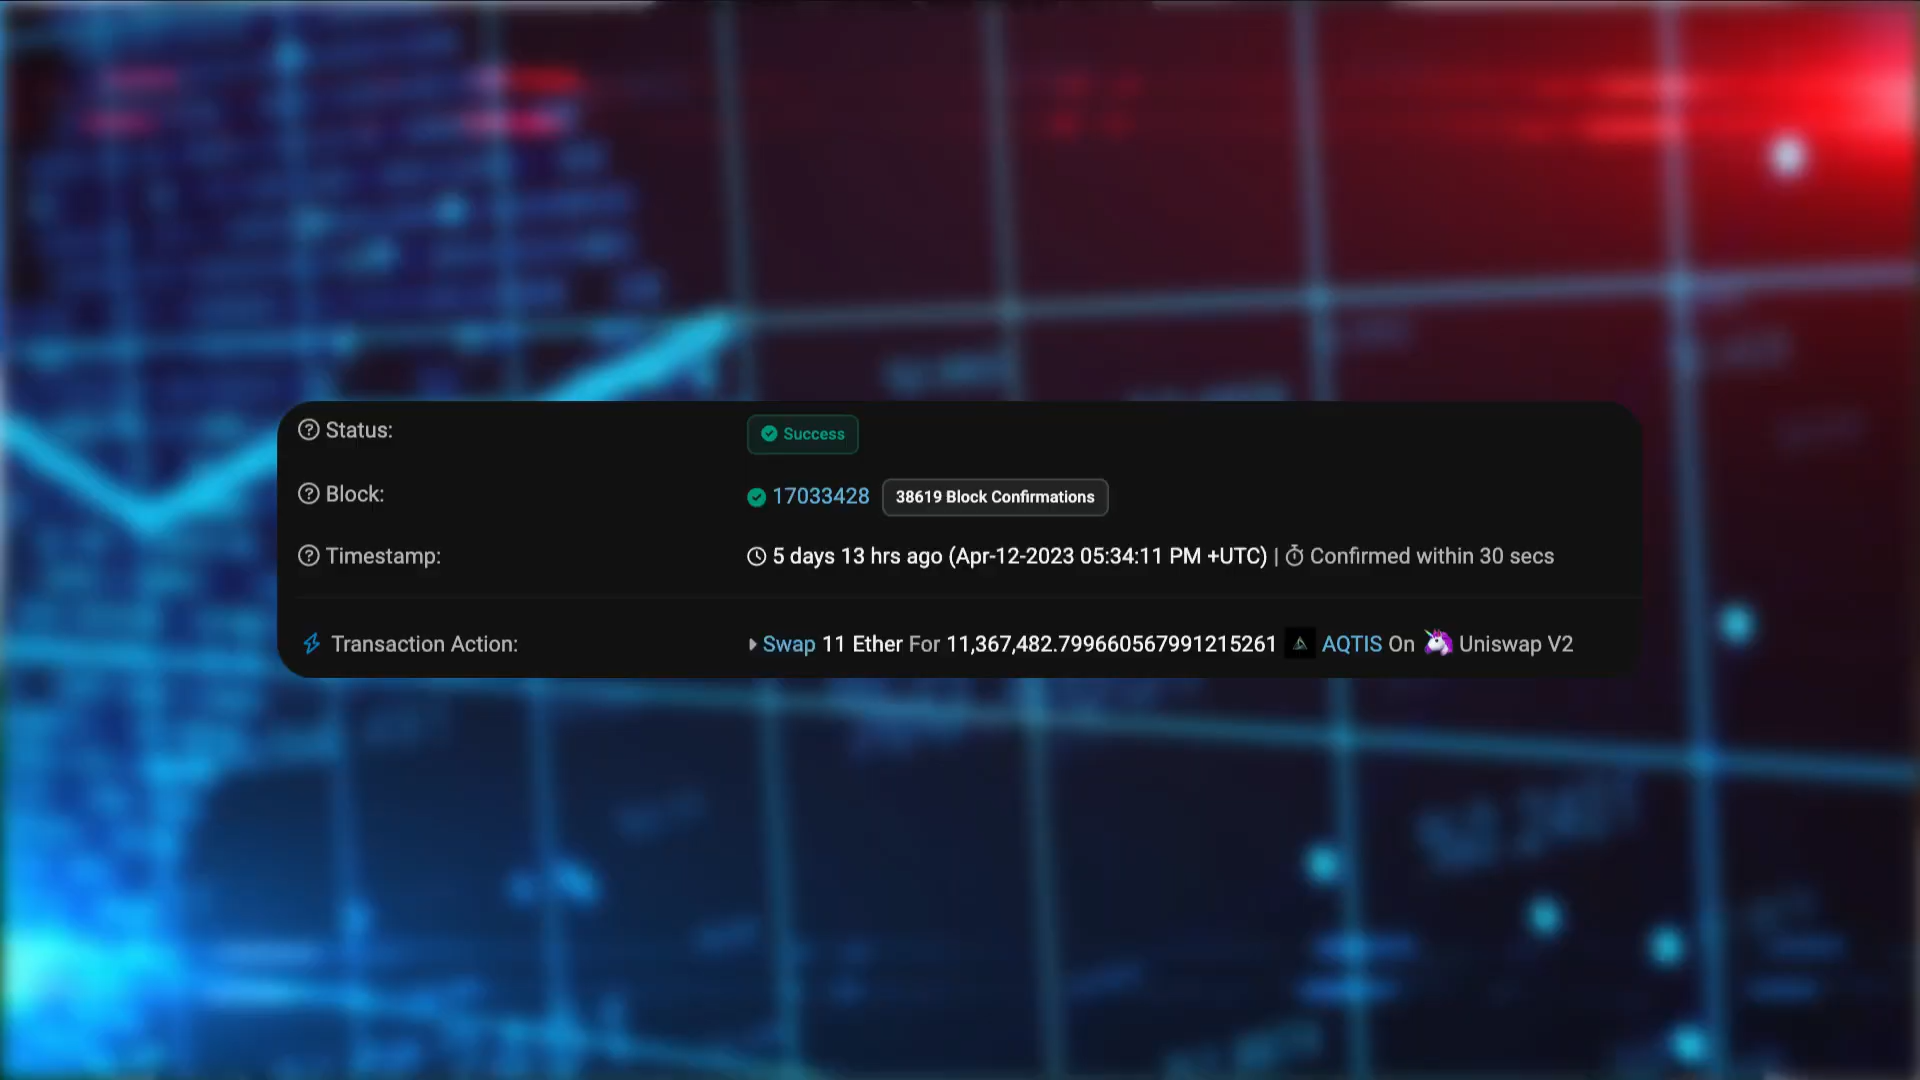 Status:
Success
Block:
17033428 38619 Block Confirmations
Timestamp:
5 days 13 hrs ago (Apr-12-2023 05:34:11 PM +UTC) | Confirmed within 30 secs
Transaction Action:
Swap 11 Ether For 11,367,482.799660567991215261 AQTIS On Uniswap V2